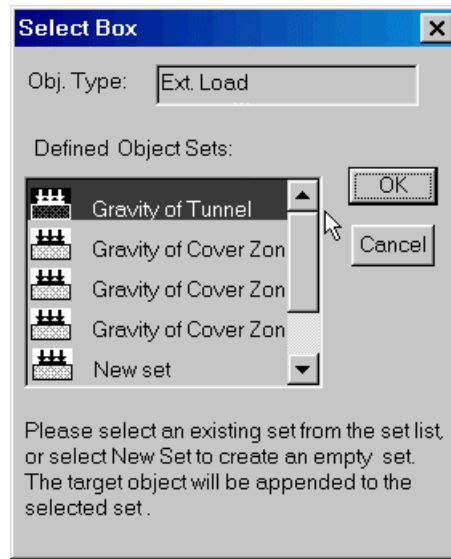 Select Box
Obj. Type: Ext. Load
Defined Object Sets:
Gravity of Tunnel
OK
Gravity of Cover Zon
Cancel
Gravity of Cover Zon
Gravity of Cover Zon
New set
Please select an existing set from the set list,
or select New Set to create an empty set.
The target object will be appended to the
selected set .